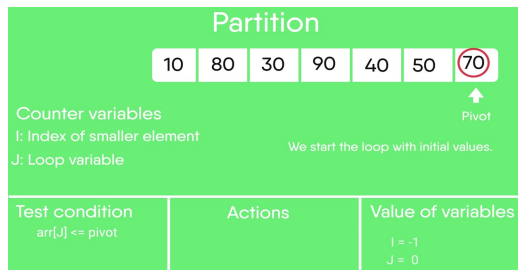 Partition
10 80 30 90 40 50 70
Pivot
Counter variables
I: Index of smaller element
J: Loop variable
We start the loop with initial values.
Test condition
arr[J] <= pivot
Actions
Value of variables
I = -1
J = 0